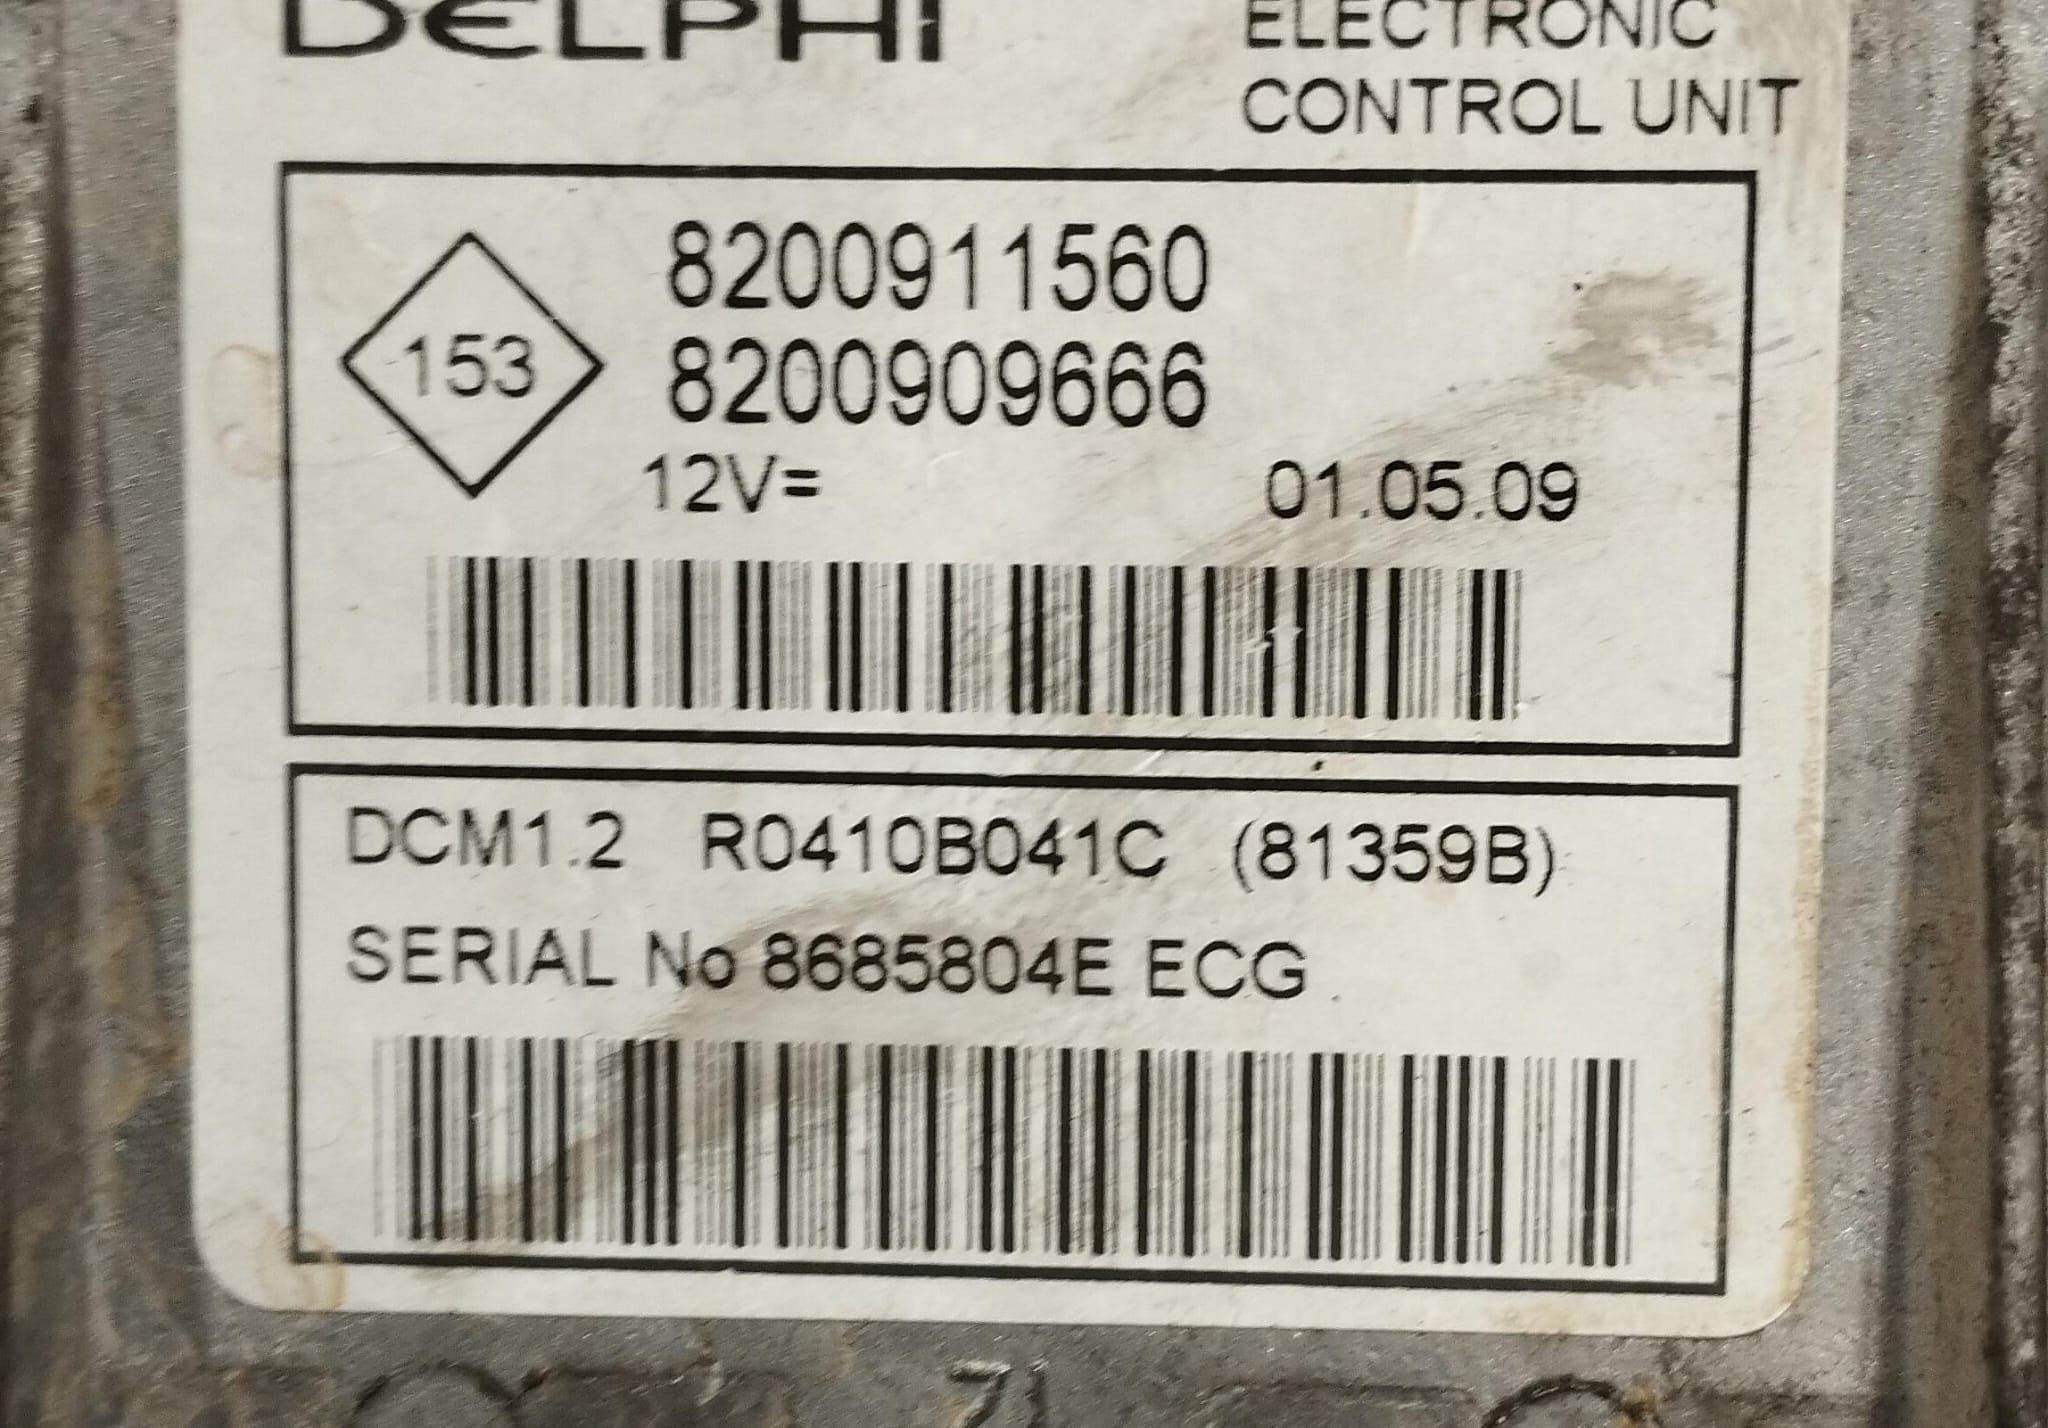 DELPHI
ELECTRONIC
CONTROL UNIT
153
8200911560
8200909666
12V=
01.05.09
DCM1.2 R0410B041C (81359B)
SERIAL No 8685804E ECG